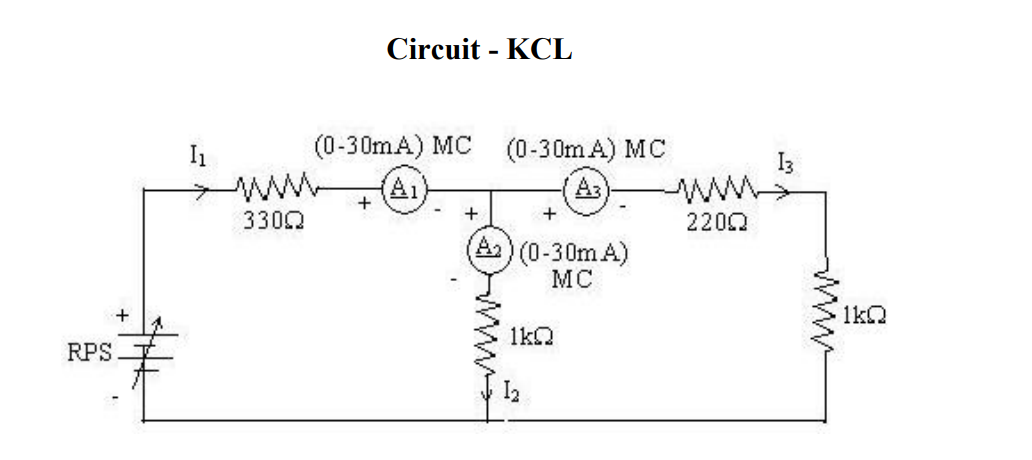 Circuit - KCL
(0-30mA) MC
(0-30mA) MC
I1
I3
A1
A3
+
-
+
+
-
330Ω
220Ω
A2
(0-30mA)
MC
-
+
1kΩ
1kΩ
RPS
-
I2